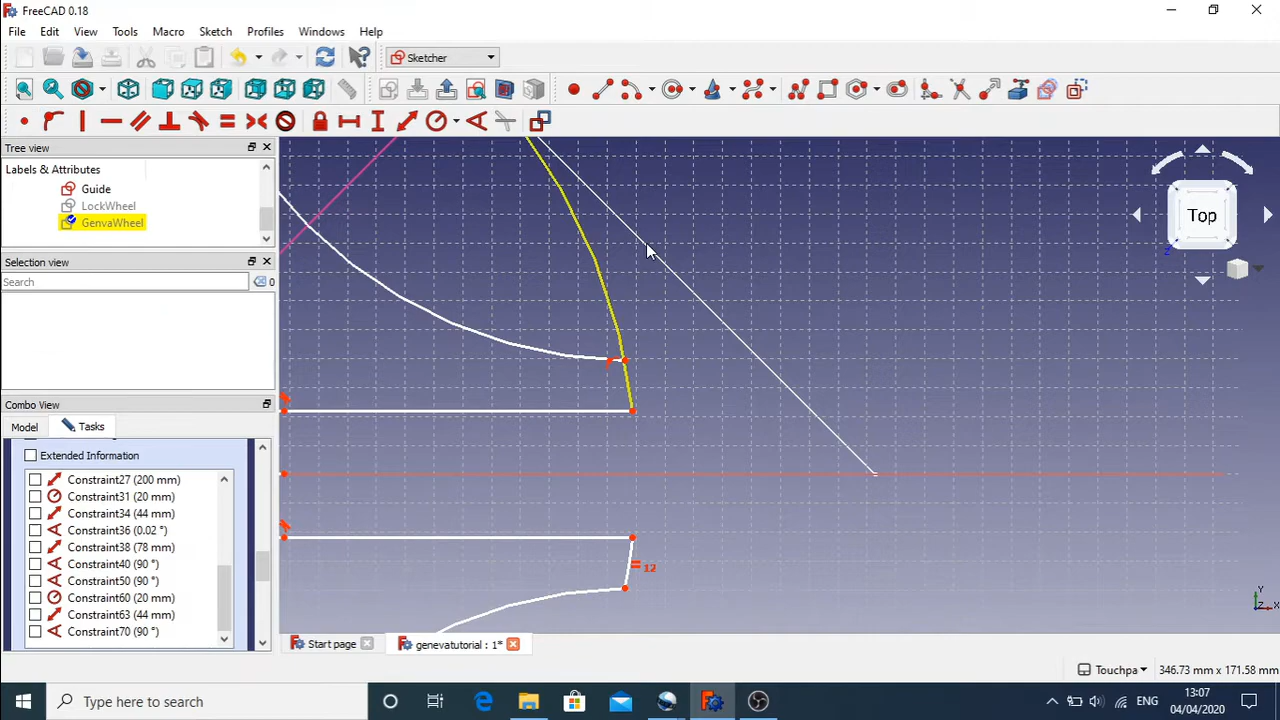 FreeCAD 0.18
File Edit View Tools Macro Sketch Profiles Windows Help
Sketcher
Tree view
Labels & Attributes
Guide
LockWheel
GenvaWheel
Selection view
Search
0
Combo View
Model Tasks
Extended Information
Constraint27 (200 mm)
Constraint31 (20 mm)
Constraint34 (44 mm)
Constraint36 (0.02 °)
Constraint38 (78 mm)
Constraint40 (90 °)
Constraint50 (90 °)
Constraint60 (20 mm)
Constraint63 (44 mm)
Constraint70 (90 °)
Top
Z
12
Y
Z X
Start page
genevatutorial : 1*
Touchpa
346.73 mm x 171.58 mm
Type here to search
ENG
13:07
04/04/2020